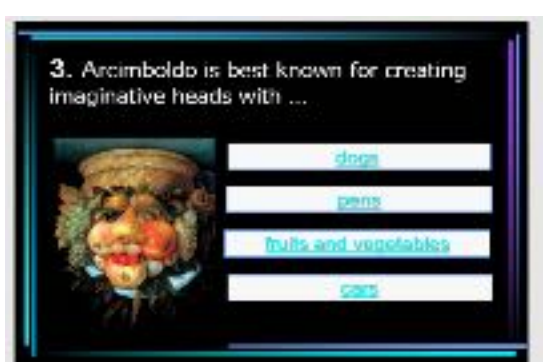 3. Arcimboldo is best known for creating
imaginative heads with ...
dogs
pens
fruits and vegetables
cars